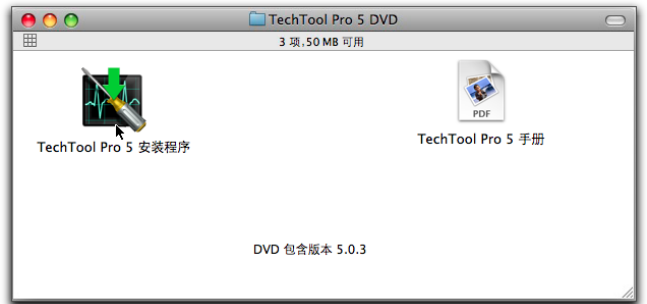 TechTool Pro 5 DVD
3 项,50 MB 可用
PDF
TechTool Pro 5 安装程序
TechTool Pro 5 手册
DVD 包含版本 5.0.3